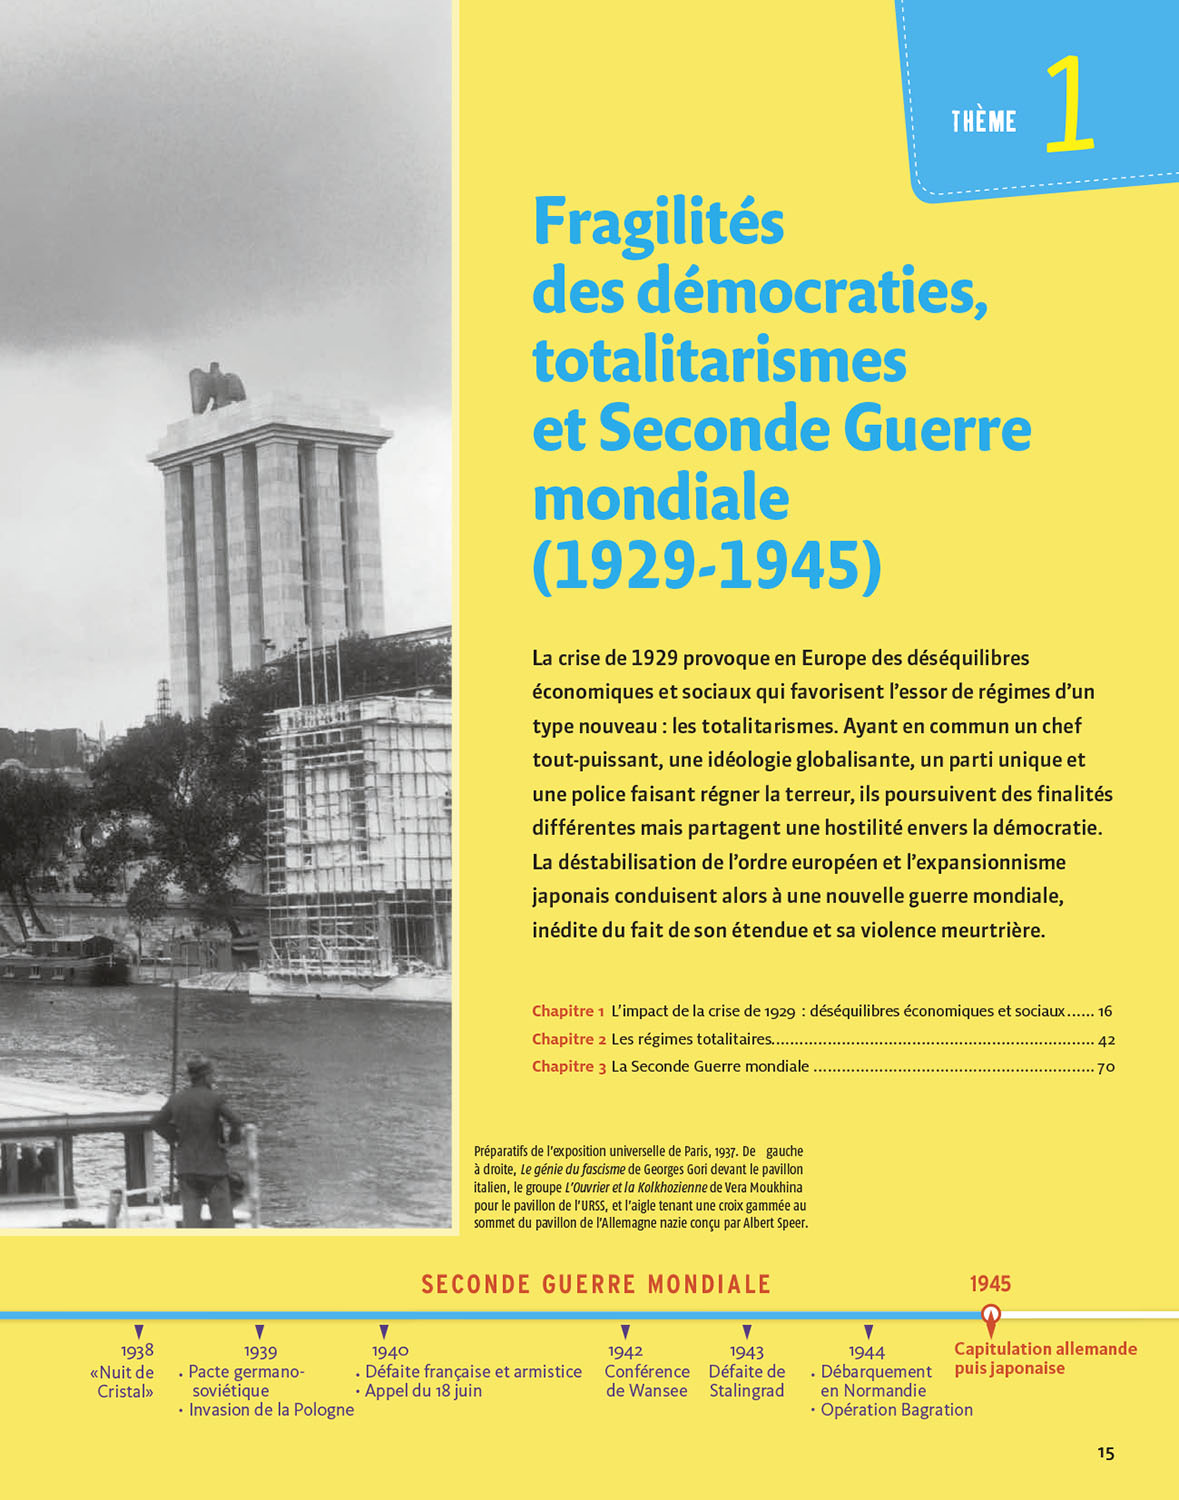 THÈME 1
Fragilités
des démocraties,
totalitarismes
et Seconde Guerre
mondiale
(1929-1945)
La crise de 1929 provoque en Europe des déséquilibres
économiques et sociaux qui favorisent l'essor de régimes d'un
type nouveau : les totalitarismes. Ayant en commun un chef
tout-puissant, une idéologie globalisante, un parti unique et
une police faisant régner la terreur, ils poursuivent des finalités
différentes mais partagent une hostilité envers la démocratie.
La déstabilisation de l'ordre européen et l'expansionnisme
japonais conduisent alors à une nouvelle guerre mondiale,
inédite du fait de son étendue et sa violence meurtrière.
Chapitre 1 L'impact de la crise de 1929 : déséquilibres économiques et sociaux...... 16
Chapitre 2 Les régimes totalitaires..................................................................... 42
Chapitre 3 La Seconde Guerre mondiale ............................................................ 70
Préparatifs de l'exposition universelle de Paris, 1937. De gauche
à droite, Le génie du fascisme de Georges Gori devant le pavillon
italien, le groupe L'Ouvrier et la Kolkhozienne de Vera Moukhina
pour le pavillon de l'URSS, et l'aigle tenant une croix gammée au
sommet du pavillon de l'Allemagne nazie conçu par Albert Speer.
SECONDE GUERRE MONDIALE
1945
1938
«Nuit de
Cristal»
1939
• Pacte germano-
soviétique
• Invasion de la Pologne
1940
• Défaite française et armistice
• Appel du 18 juin
1942
Conférence
de Wansee
1943
Défaite de
Stalingrad
1944
• Débarquement
en Normandie
• Opération Bagration
Capitulation allemande
puis japonaise
15